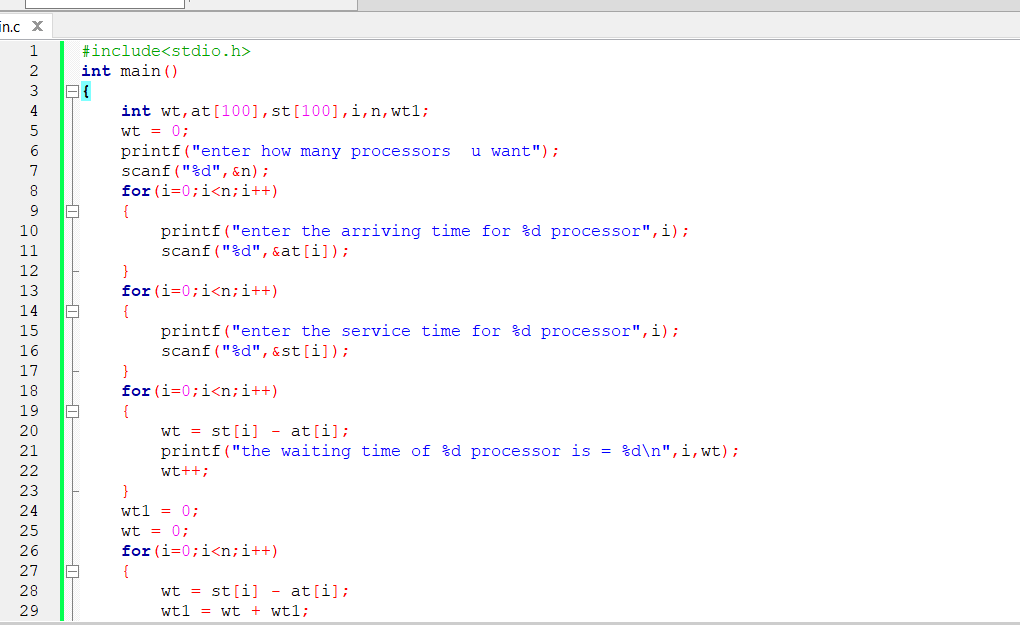 in.c X
1 #include<stdio.h>
2 int main()
3 {
4     int wt,at[100],st[100],i,n,wt1;
5     wt = 0;
6     printf("enter how many processors  u want");
7     scanf("%d",&n);
8     for(i=0;i<n;i++)
9     {
10         printf("enter the arriving time for %d processor",i);
11         scanf("%d",&at[i]);
12     }
13     for(i=0;i<n;i++)
14     {
15         printf("enter the service time for %d processor",i);
16         scanf("%d",&st[i]);
17     }
18     for(i=0;i<n;i++)
19     {
20         wt = st[i] - at[i];
21         printf("the waiting time of %d processor is = %d\n",i,wt);
22         wt++;
23     }
24     wt1 = 0;
25     wt = 0;
26     for(i=0;i<n;i++)
27     {
28         wt = st[i] - at[i];
29         wt1 = wt + wt1;